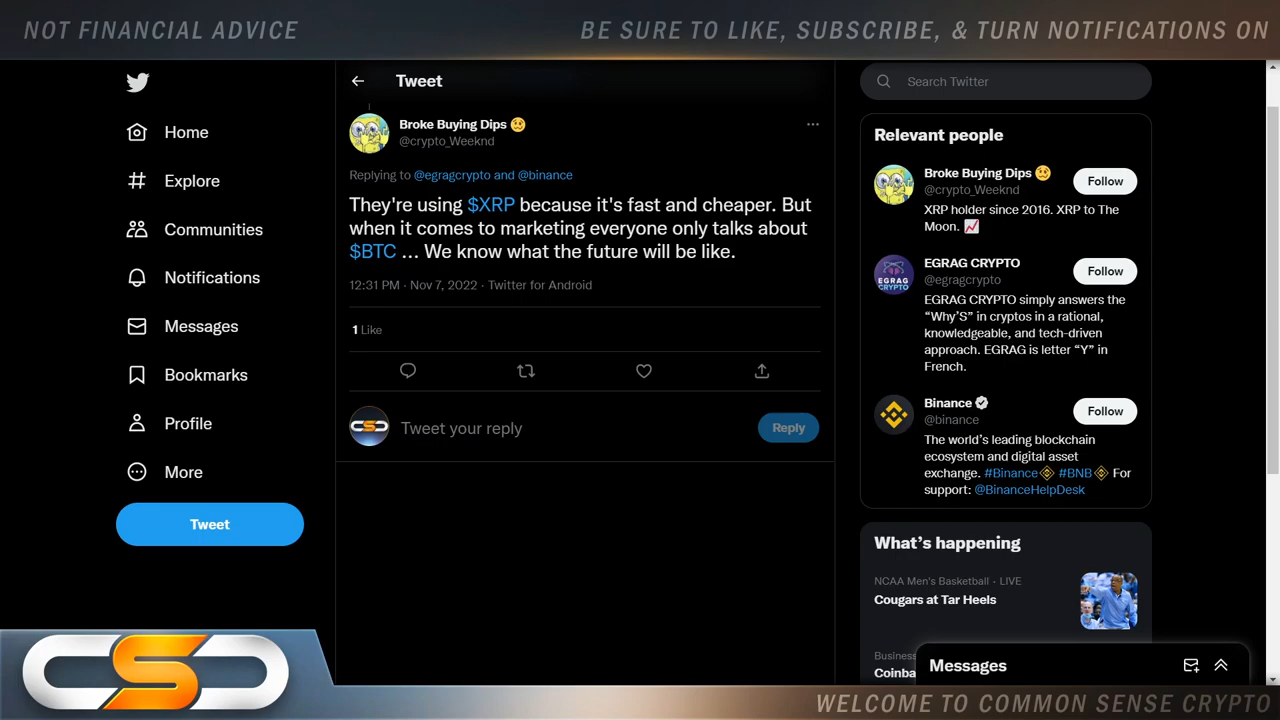 NOT FINANCIAL ADVICE
BE SURE TO LIKE, SUBSCRIBE, & TURN NOTIFICATIONS ON
Home
Explore
Communities
Notifications
Messages
Bookmarks
Profile
More
Tweet
Tweet
Broke Buying Dips 🥴
@crypto_Weeknd
Replying to @egragcrypto and @binance
They're using $XRP because it's fast and cheaper. But
when it comes to marketing everyone only talks about
$BTC ... We know what the future will be like.
12:31 PM · Nov 7, 2022 · Twitter for Android
1 Like
Tweet your reply
Reply
Search Twitter
Relevant people
Broke Buying Dips 🥴
@crypto_Weeknd
Follow
XRP holder since 2016. XRP to The
Moon. 📈
EGRAG CRYPTO
@egragcrypto
Follow
EGRAG CRYPTO simply answers the
“Why’S” in cryptos in a rational,
knowledgeable, and tech-driven
approach. EGRAG is letter “Y” in
French.
Binance
@binance
Follow
The world’s leading blockchain
ecosystem and digital asset
exchange. #Binance #BNB For
support: @BinanceHelpDesk
What’s happening
NCAA Men's Basketball · LIVE
Cougars at Tar Heels
Business
Coinba
Messages
CSC
WELCOME TO COMMON SENSE CRYPTO